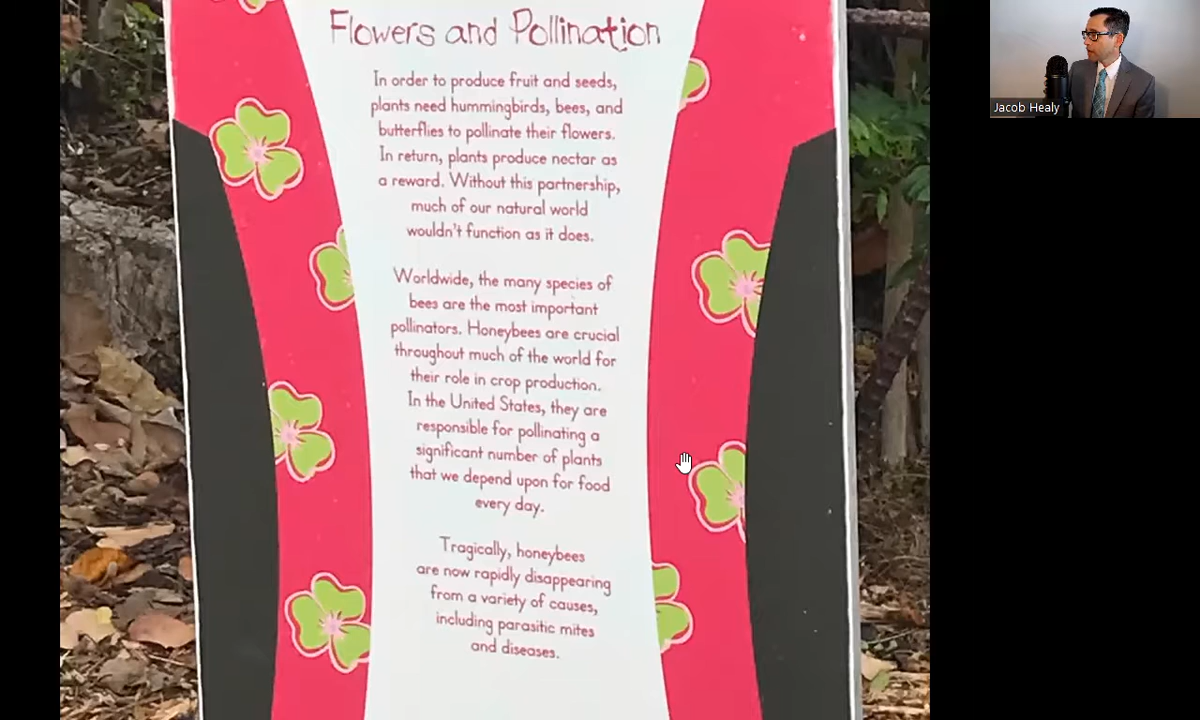 Flowers and Pollination
In order to produce fruit and seeds,
plants need hummingbirds, bees, and
butterflies to pollinate their flowers.
In return, plants produce nectar as
a reward. Without this partnership,
much of our natural world
wouldn't function as it does.
Worldwide, the many species of
bees are the most important
pollinators. Honeybees are crucial
throughout much of the world for
their role in crop production.
In the United States, they are
responsible for pollinating a
significant number of plants
that we depend upon for food
every day.
Tragically, honeybees
are now rapidly disappearing
from a variety of causes,
including parasitic mites
and diseases.
Jacob Healy